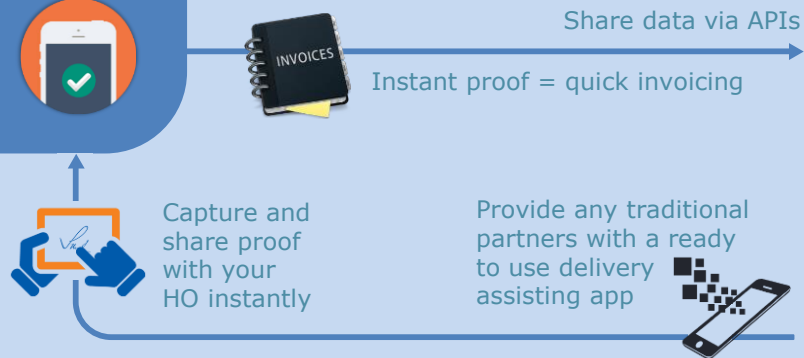 Share data via APIs
INVOICES
Instant proof = quick invoicing
Capture and
share proof
with your
HO instantly
Provide any traditional
partners with a ready
to use delivery
assisting app